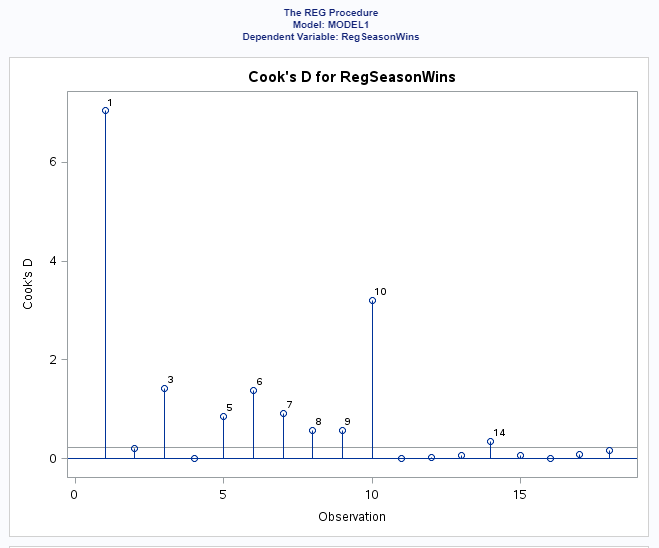 The REG Procedure
Model: MODEL1
Dependent Variable: RegSeasonWins
Cook's D for RegSeasonWins
1
6
4
10
Cook's D
2
3
6
5
7
8
9
14
0
0
5
10
15
Observation